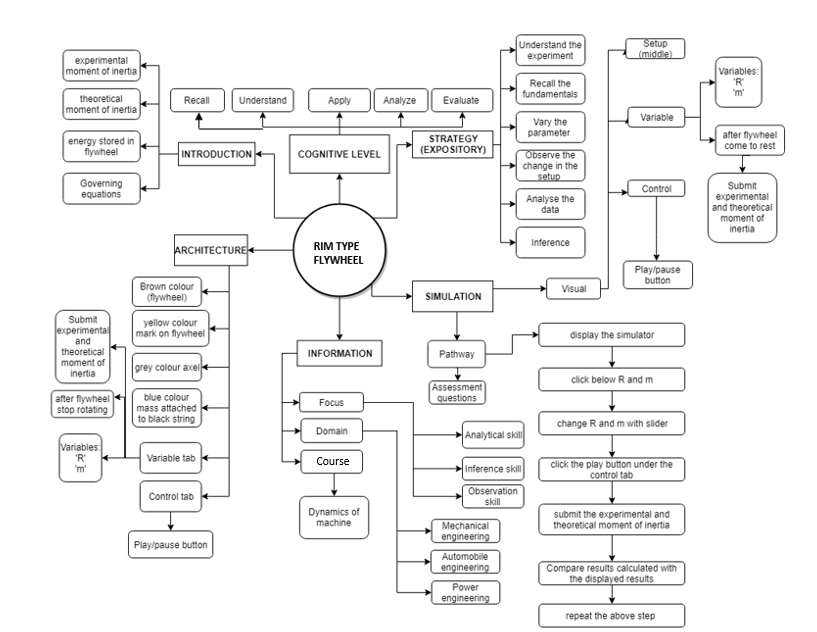 experimental
moment of inertia
theoretical
moment of inertia
energy stored in
flywheel
Governing
equations
INTRODUCTION
Recall
Understand
Apply
Analyze
Evaluate
COGNITIVE LEVEL
STRATEGY
(EXPOSITORY)
Understand the
experiment
Recall the
fundamentals
Vary the
parameter
Observe the
change in the
setup
Analyse the
data
Inference
Setup
(middle)
Variable
Variables:
'R'
'm'
after flywheel
come to rest
Submit
experimental
and theoretical
moment of
inertia
Control
Play/pause
button
RIM TYPE
FLYWHEEL
ARCHITECTURE
Brown colour
(flywheel)
yellow colour
mark on flywheel
grey colour axel
blue colour
mass attached
to black string
Variable tab
Control tab
Play/pause button
Submit
experimental
and
theoretical
moment of
inertia
after flywheel
stop rotating
Variables:
'R'
'm'
INFORMATION
Focus
Domain
Course
Dynamics of
machine
Analytical skill
Inference skill
Observation
skill
Mechanical
engineering
Automobile
engineering
Power
engineering
SIMULATION
Visual
Pathway
Assessment
questions
display the simulator
click below R and m
change R and m with slider
click the play button under the
control tab
submit the experimental and
theoretical moment of inertia
Compare results calculated with
the displayed results
repeat the above step